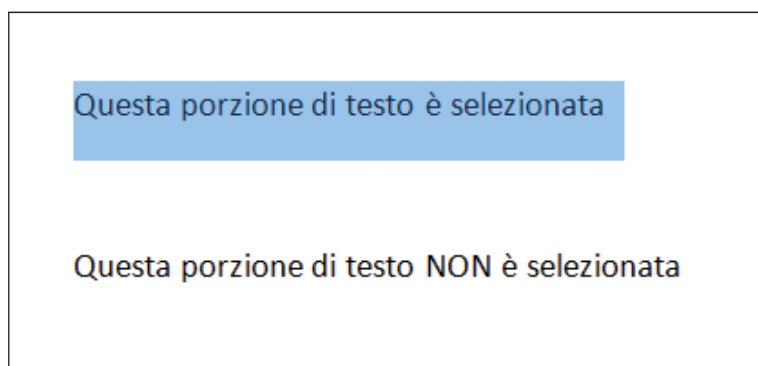 Questa porzione di testo è selezionata
Questa porzione di testo NON è selezionata